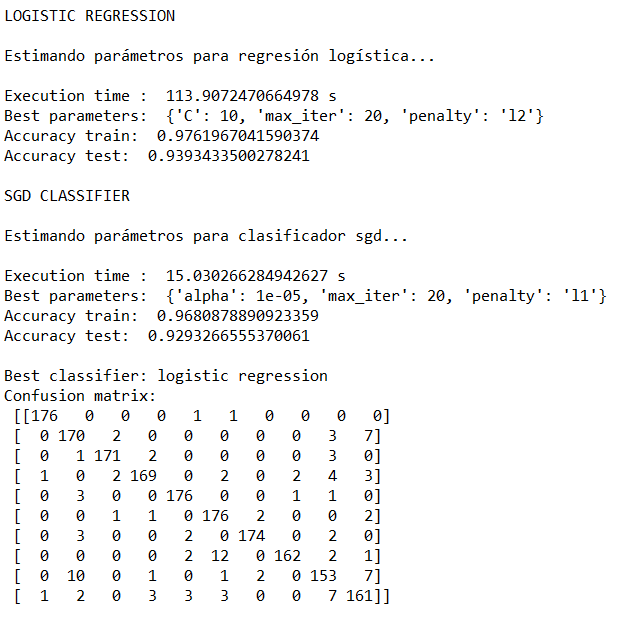 LOGISTIC REGRESSION
Estimando parámetros para regresión logística...
Execution time :  113.9072470664978 s
Best parameters:  {'C': 10, 'max_iter': 20, 'penalty': 'l2'}
Accuracy train:  0.9761967041590374
Accuracy test:  0.9393433500278241
SGD CLASSIFIER
Estimando parámetros para clasificador sgd...
Execution time :  15.030266284942627 s
Best parameters:  {'alpha': 1e-05, 'max_iter': 20, 'penalty': 'l1'}
Accuracy train:  0.9680878890923359
Accuracy test:  0.9293266555370061
Best classifier: logistic regression
Confusion matrix:
 [[176   0   0   0   1   1   0   0   0   0]
 [  0 170   2   0   0   0   0   0   3   7]
 [  0   1 171   2   0   0   0   0   3   0]
 [  1   0   2 169   0   2   0   2   4   3]
 [  0   3   0   0 176   0   0   1   1   0]
 [  0   0   1   1   0 176   2   0   0   2]
 [  0   3   0   0   2   0 174   0   2   0]
 [  0   0   0   0   2  12   0 162   2   1]
 [  0  10   0   1   0   1   2   0 153   7]
 [  1   2   0   3   3   3   0   0   7 161]]